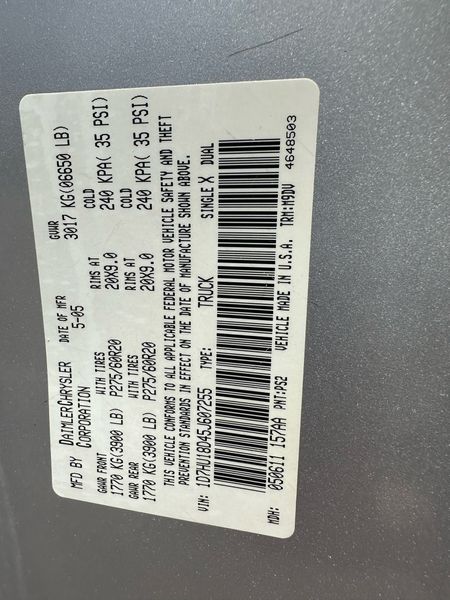 MFD BY DAIMLERCHRYSLER CORPORATION DATE OF MFR 5-05 GVWR 3017 KG(06650 LB)
GAWR FRONT WITH TIRES RIMS AT COLD
1770 KG(3900 LB) P275/60R20 20X9.0 240 KPA( 35 PSI)
GAWR REAR WITH TIRES RIMS AT COLD
1770 KG(3900 LB) P275/60R20 20X9.0 240 KPA( 35 PSI)
THIS VEHICLE CONFORMS TO ALL APPLICABLE FEDERAL MOTOR VEHICLE SAFETY AND THEFT
PREVENTION STANDARDS IN EFFECT ON THE DATE OF MANUFACTURE SHOWN ABOVE.
VIN: 1D7HU18D45J607255 TYPE: TRUCK SINGLE X DUAL
MDH: 050611 157AA PNT:PS2 VEHICLE MADE IN U.S.A. TRM:M9DV
4648503